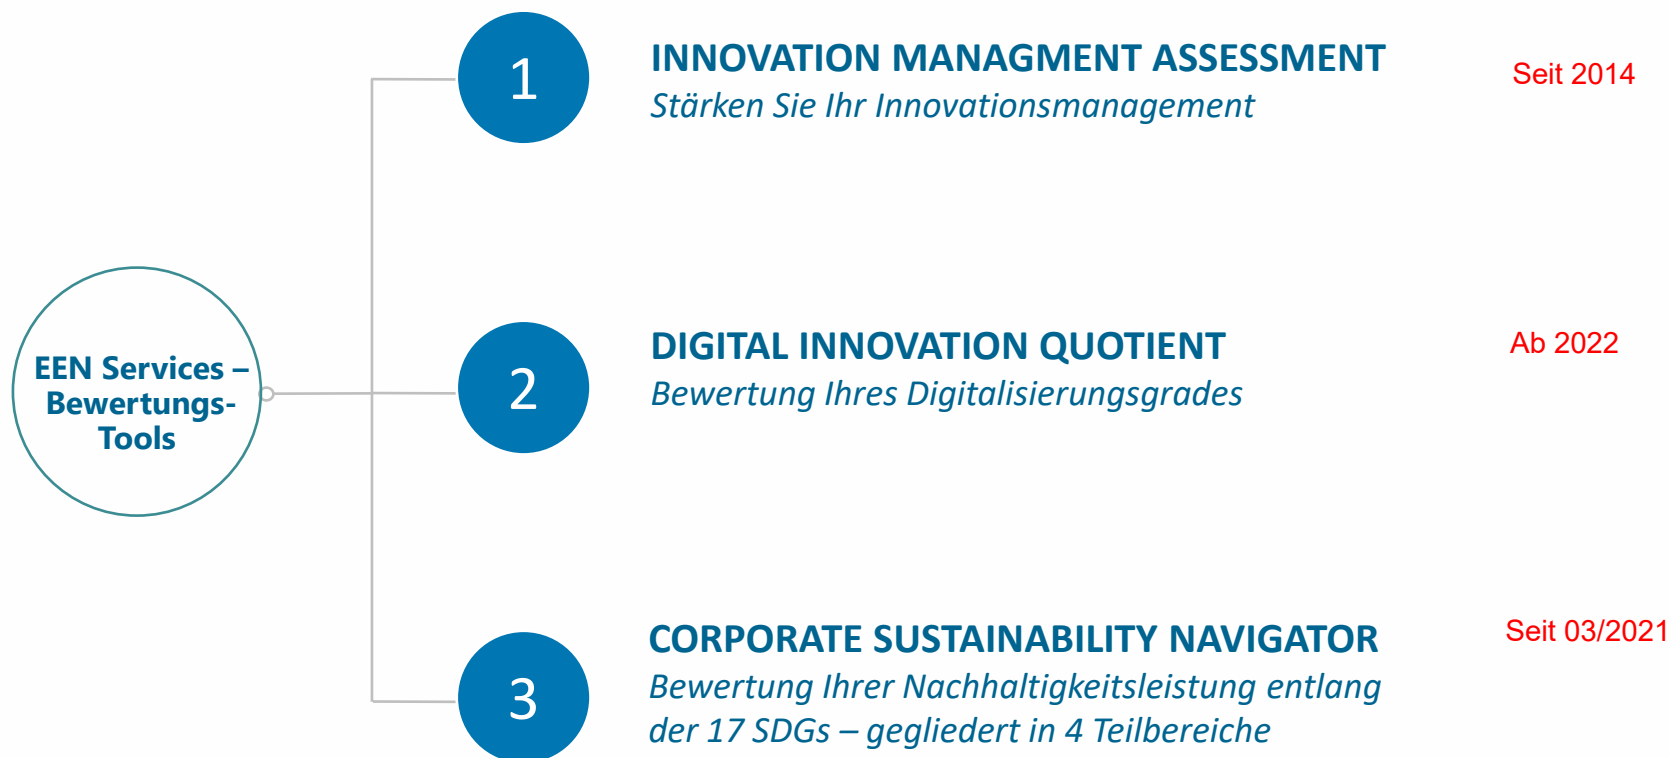 EEN Services –
Bewertungs-
Tools
1
INNOVATION MANAGMENT ASSESSMENT
Stärken Sie Ihr Innovationsmanagement
Seit 2014
2
DIGITAL INNOVATION QUOTIENT
Bewertung Ihres Digitalisierungsgrades
Ab 2022
3
CORPORATE SUSTAINABILITY NAVIGATOR
Bewertung Ihrer Nachhaltigkeitsleistung entlang
der 17 SDGs – gegliedert in 4 Teilbereiche
Seit 03/2021